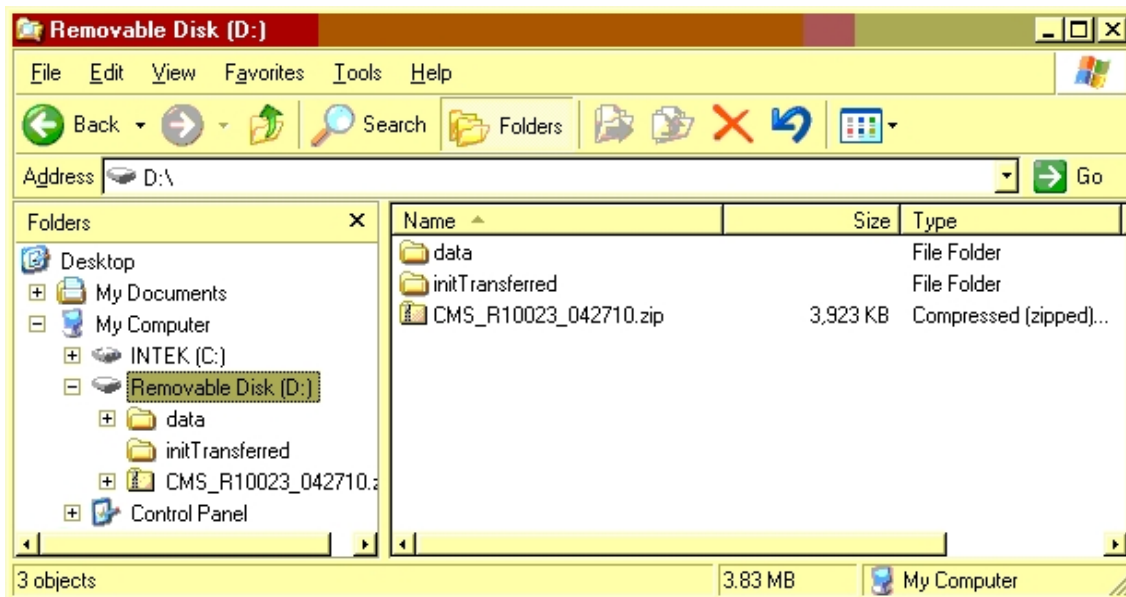 Removable Disk (D:)
File Edit View Favorites Tools Help
Back Search Folders
Address D:\ Go
Folders
Desktop
My Documents
My Computer
INTEK (C:)
Removable Disk (D:)
data
initTransferred
CMS_R10023_042710.z
Control Panel
Name Size Type
data File Folder
initTransferred File Folder
CMS_R10023_042710.zip 3,923 KB Compressed (zipped)...
3 objects 3.83 MB My Computer